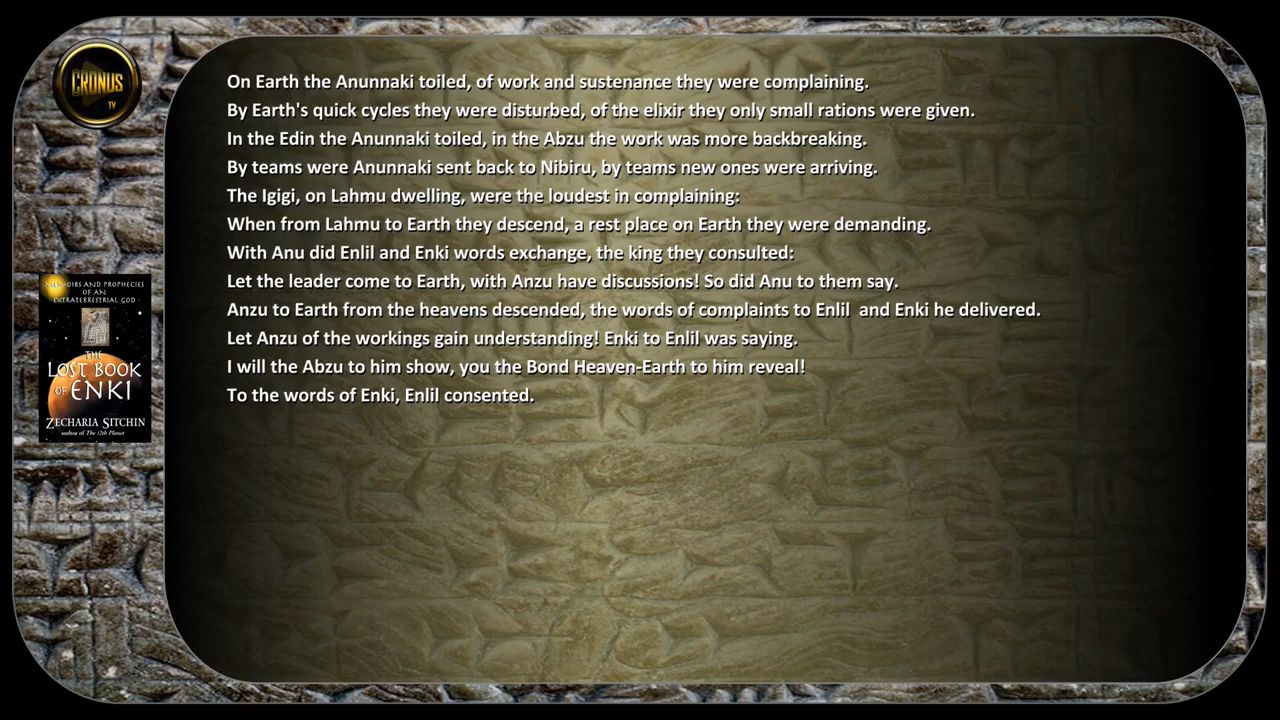 CRONUS
TV
On Earth the Anunnaki toiled, of work and sustenance they were complaining.
By Earth's quick cycles they were disturbed, of the elixir they only small rations were given.
In the Edin the Anunnaki toiled, in the Abzu the work was more backbreaking.
By teams were Anunnaki sent back to Nibiru, by teams new ones were arriving.
The Igigi, on Lahmu dwelling, were the loudest in complaining:
When from Lahmu to Earth they descend, a rest place on Earth they were demanding.
With Anu did Enlil and Enki words exchange, the king they consulted:
Let the leader come to Earth, with Anzu have discussions! So did Anu to them say.
Anzu to Earth from the heavens descended, the words of complaints to Enlil  and Enki he delivered.
Let Anzu of the workings gain understanding! Enki to Enlil was saying.
I will the Abzu to him show, you the Bond Heaven-Earth to him reveal!
To the words of Enki, Enlil consented.
MEMOIRS AND PROPHECIES
OF AN
EXTRATERRESTRIAL GOD
THE
LOST BOOK
OF ENKI
ZECHARIA SITCHIN
author of The 12th Planet